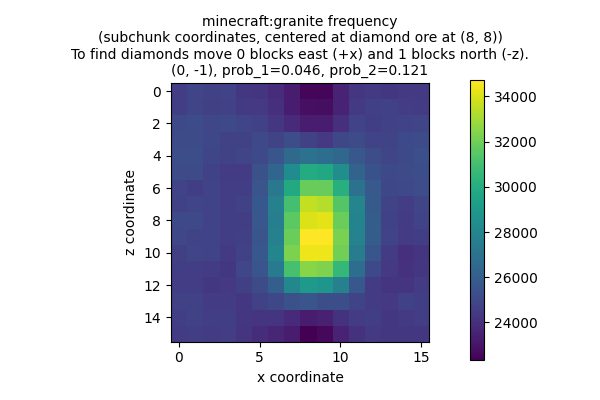 minecraft:granite frequency
(subchunk coordinates, centered at diamond ore at (8, 8))
To find diamonds move 0 blocks east (+x) and 1 blocks north (-z).
(0, -1), prob_1=0.046, prob_2=0.121
0
2
4
6
8
10
12
14
z coordinate
0 5 10 15
x coordinate
34000
32000
30000
28000
26000
24000